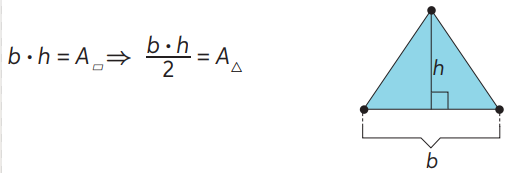 b · h = A▱ ⇒ b · h / 2 = A△
h
b